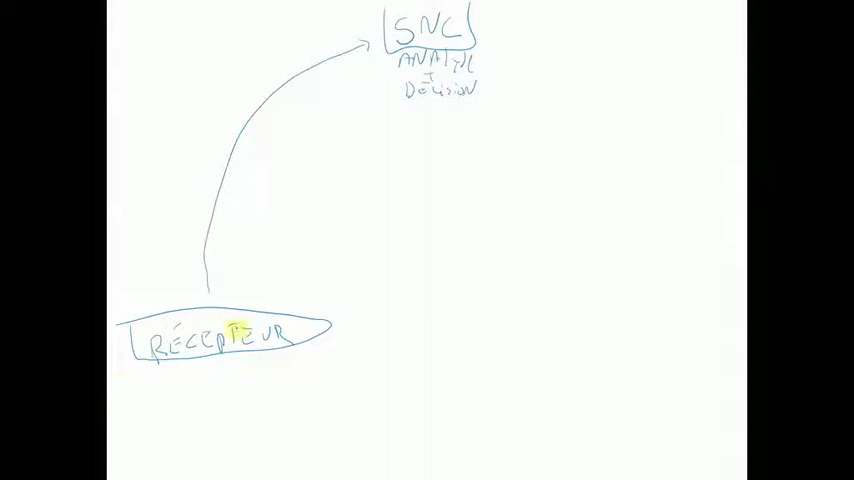 SNC
ANALYSE
+
DécisioN
RÉCEPTEUR